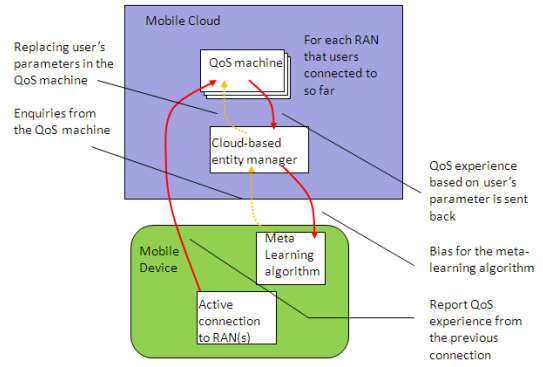 Mobile Cloud
Replacing user's
parameters in the
QoS machine
QoS machine
For each RAN
that users
connected to
so far
Enquiries from
the QoS machine
Cloud-based
entity manager
QoS experience
based on user's
parameter is sent
back
Mobile
Device
Meta
Learning
algorithm
Bias for the meta-
learning algorithm
Active
connection
to RAN(s)
Report QoS
experience from
the previous
connection